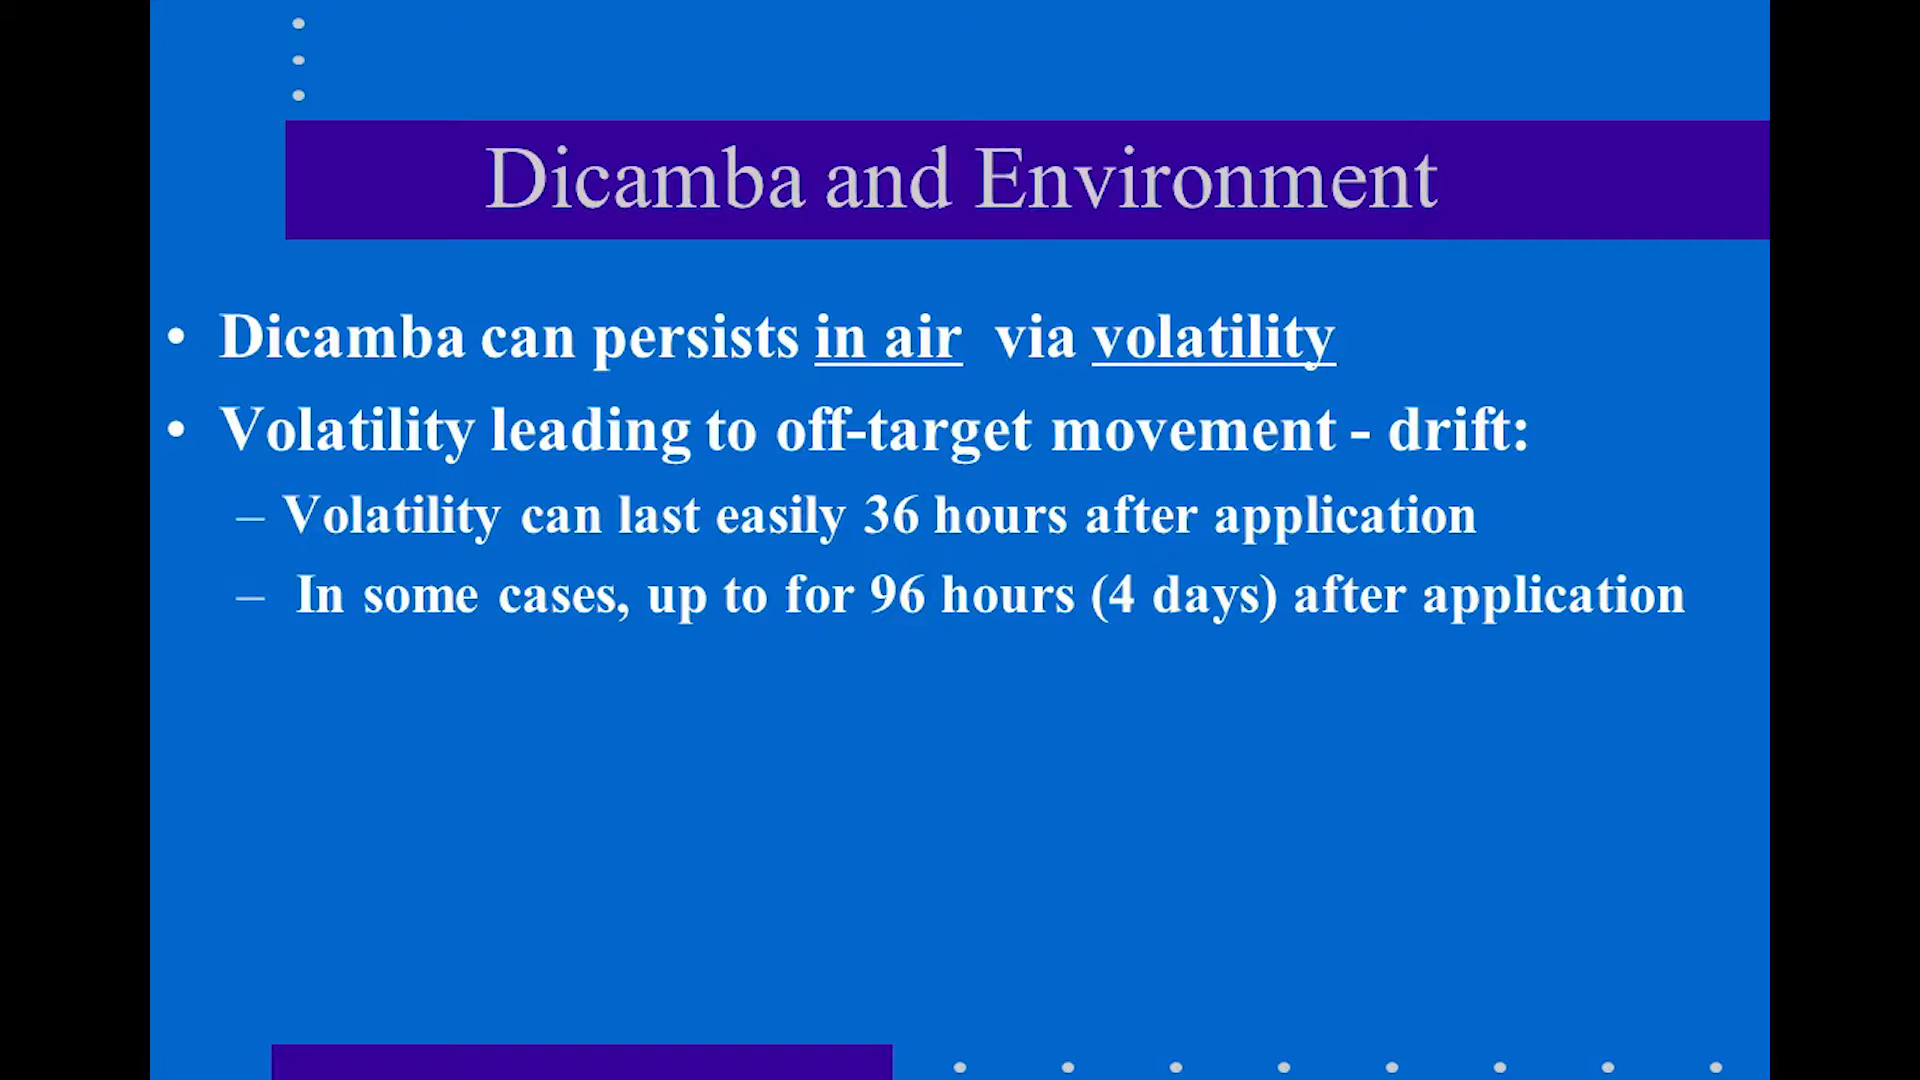 Dicamba and Environment
• Dicamba can persists in air via volatility
• Volatility leading to off-target movement - drift:
– Volatility can last easily 36 hours after application
– In some cases, up to for 96 hours (4 days) after application